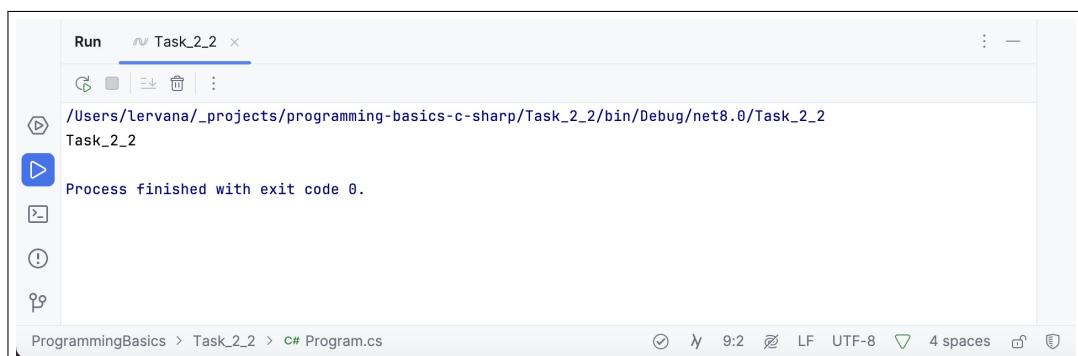 Run Task_2_2
/Users/lervana/_projects/programming-basics-c-sharp/Task_2_2/bin/Debug/net8.0/Task_2_2
Task_2_2
Process finished with exit code 0.
ProgrammingBasics > Task_2_2 > C# Program.cs 9:2 LF UTF-8 4 spaces